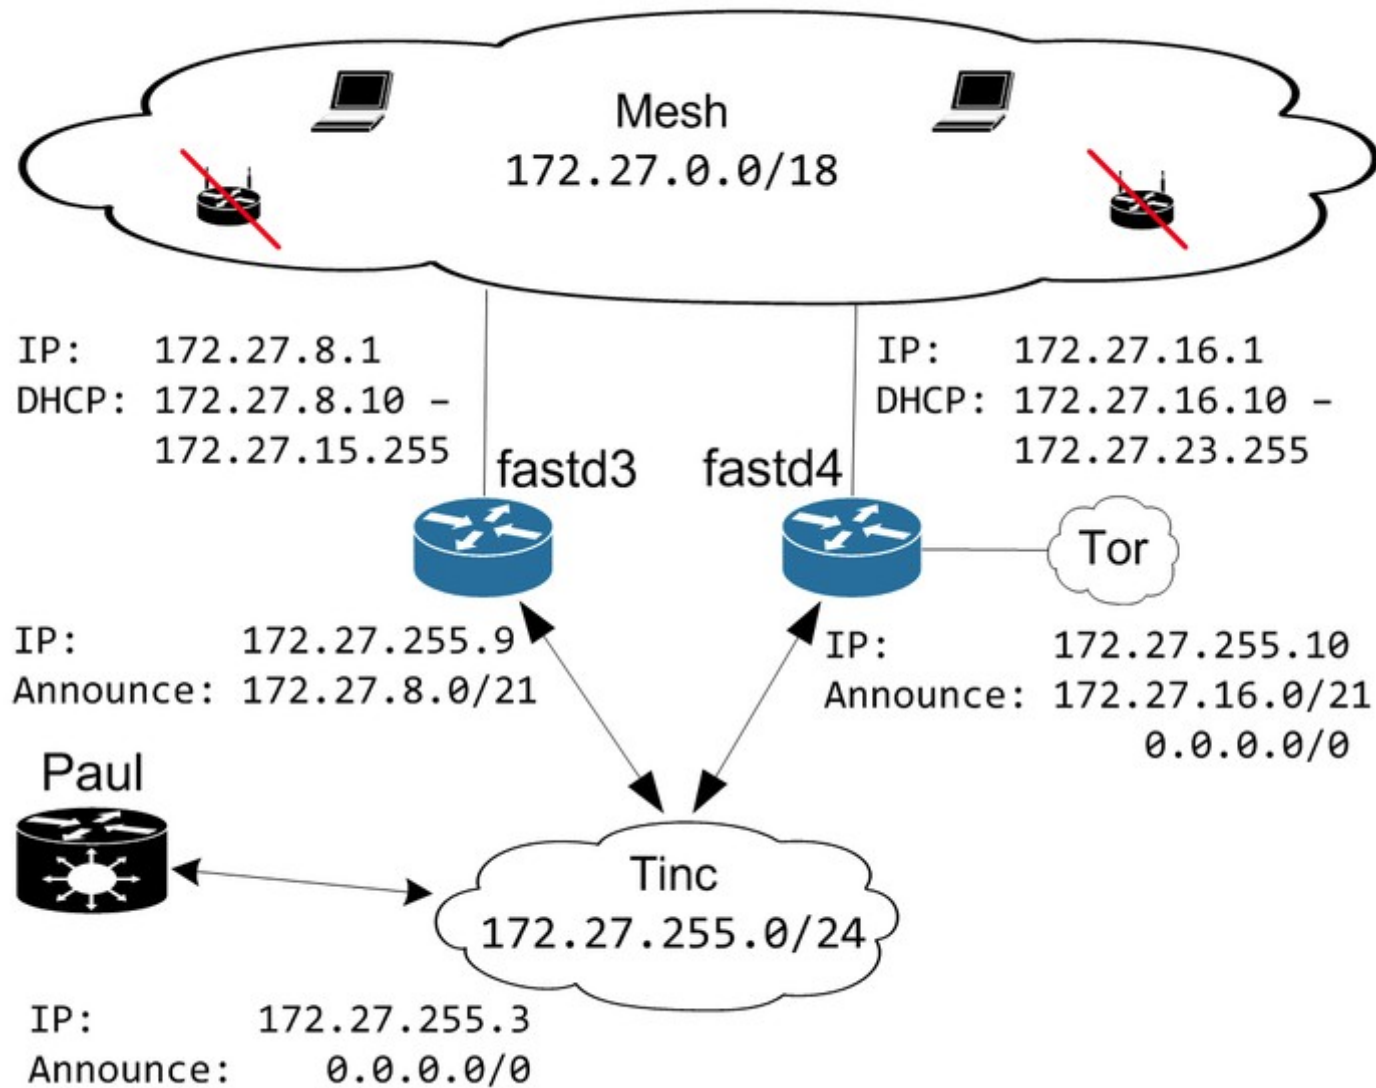 Mesh
172.27.0.0/18
IP: 172.27.8.1
DHCP: 172.27.8.10 –
172.27.15.255
IP: 172.27.16.1
DHCP: 172.27.16.10 –
172.27.23.255
fastd3
fastd4
Tor
IP: 172.27.255.9
Announce: 172.27.8.0/21
IP: 172.27.255.10
Announce: 172.27.16.0/21
0.0.0.0/0
Paul
Tinc
172.27.255.0/24
IP: 172.27.255.3
Announce: 0.0.0.0/0